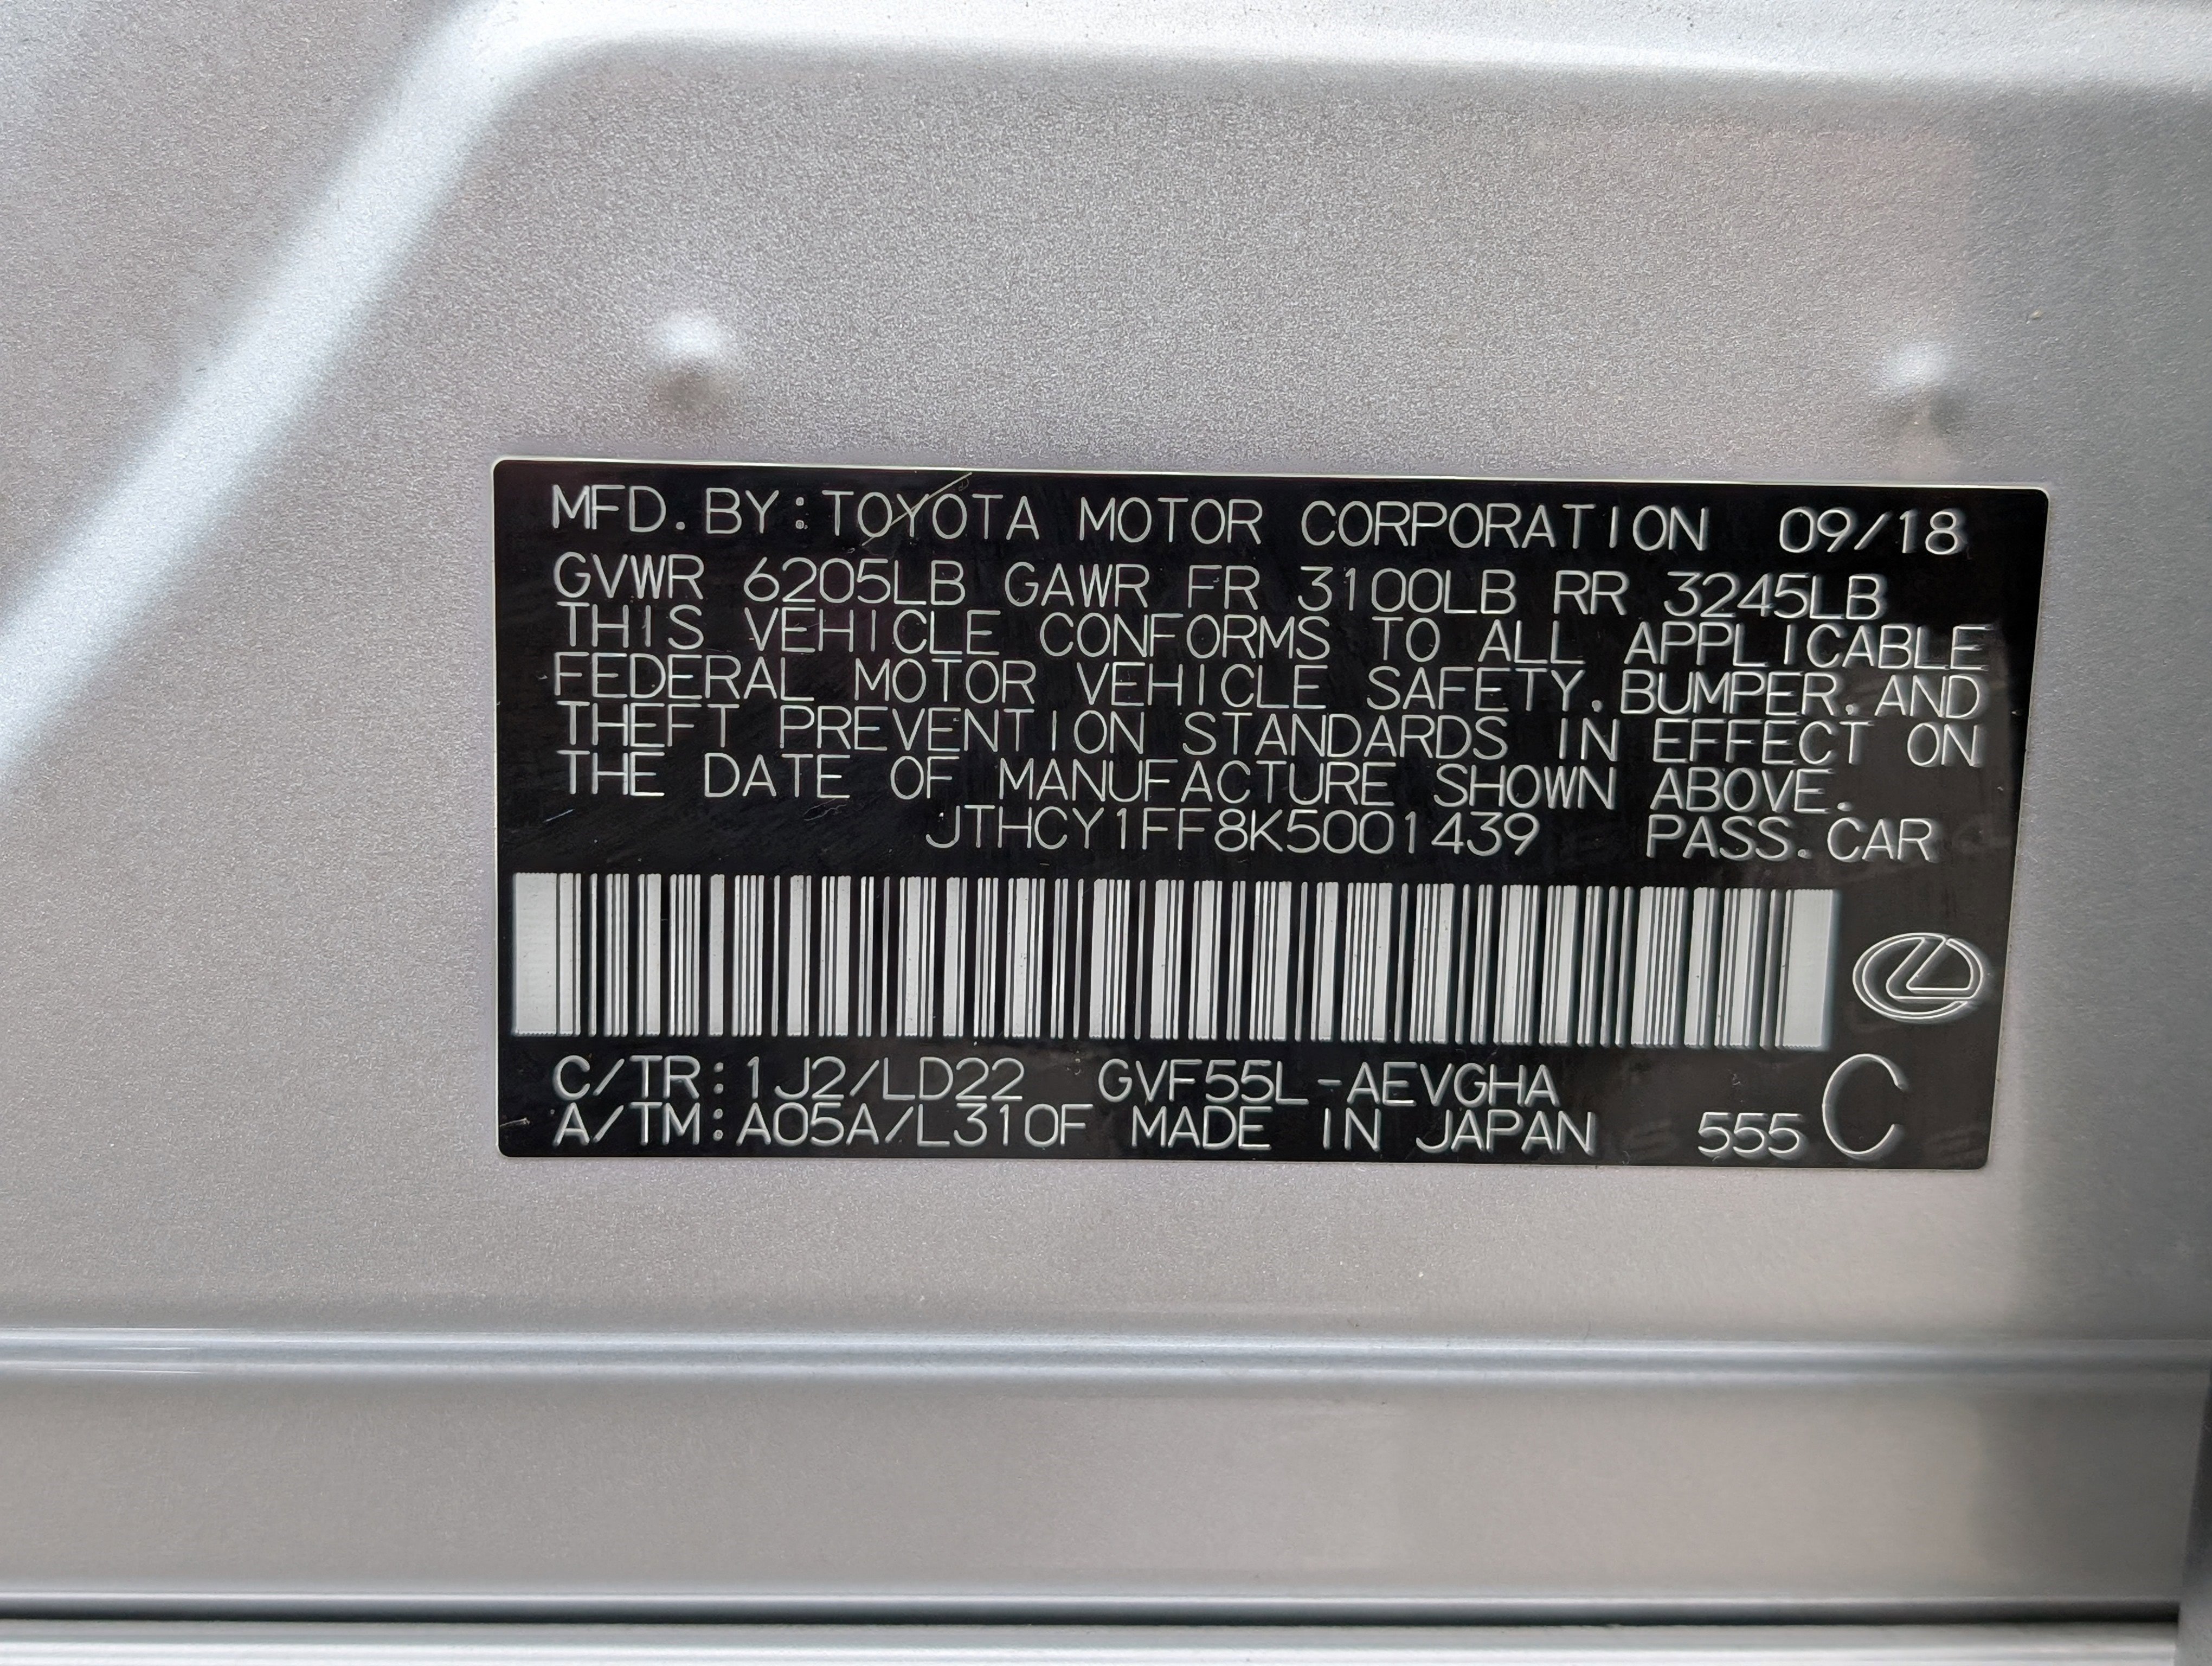 MFD. BY: TOYOTA MOTOR CORPORATION 09/18
GVWR 6205LB GAWR FR 3100LB RR 3245LB
THIS VEHICLE CONFORMS TO ALL APPLICABLE
FEDERAL MOTOR VEHICLE SAFETY. BUMPER. AND
THEFT PREVENTION STANDARDS IN EFFECT ON
THE DATE OF MANUFACTURE SHOWN ABOVE.
JTHCY1FF8K5001439 PASS. CAR
C/TR: 1J2/LD22 GVF55L-AEVGHA
A/TM: A05A/L310F MADE IN JAPAN 555 C